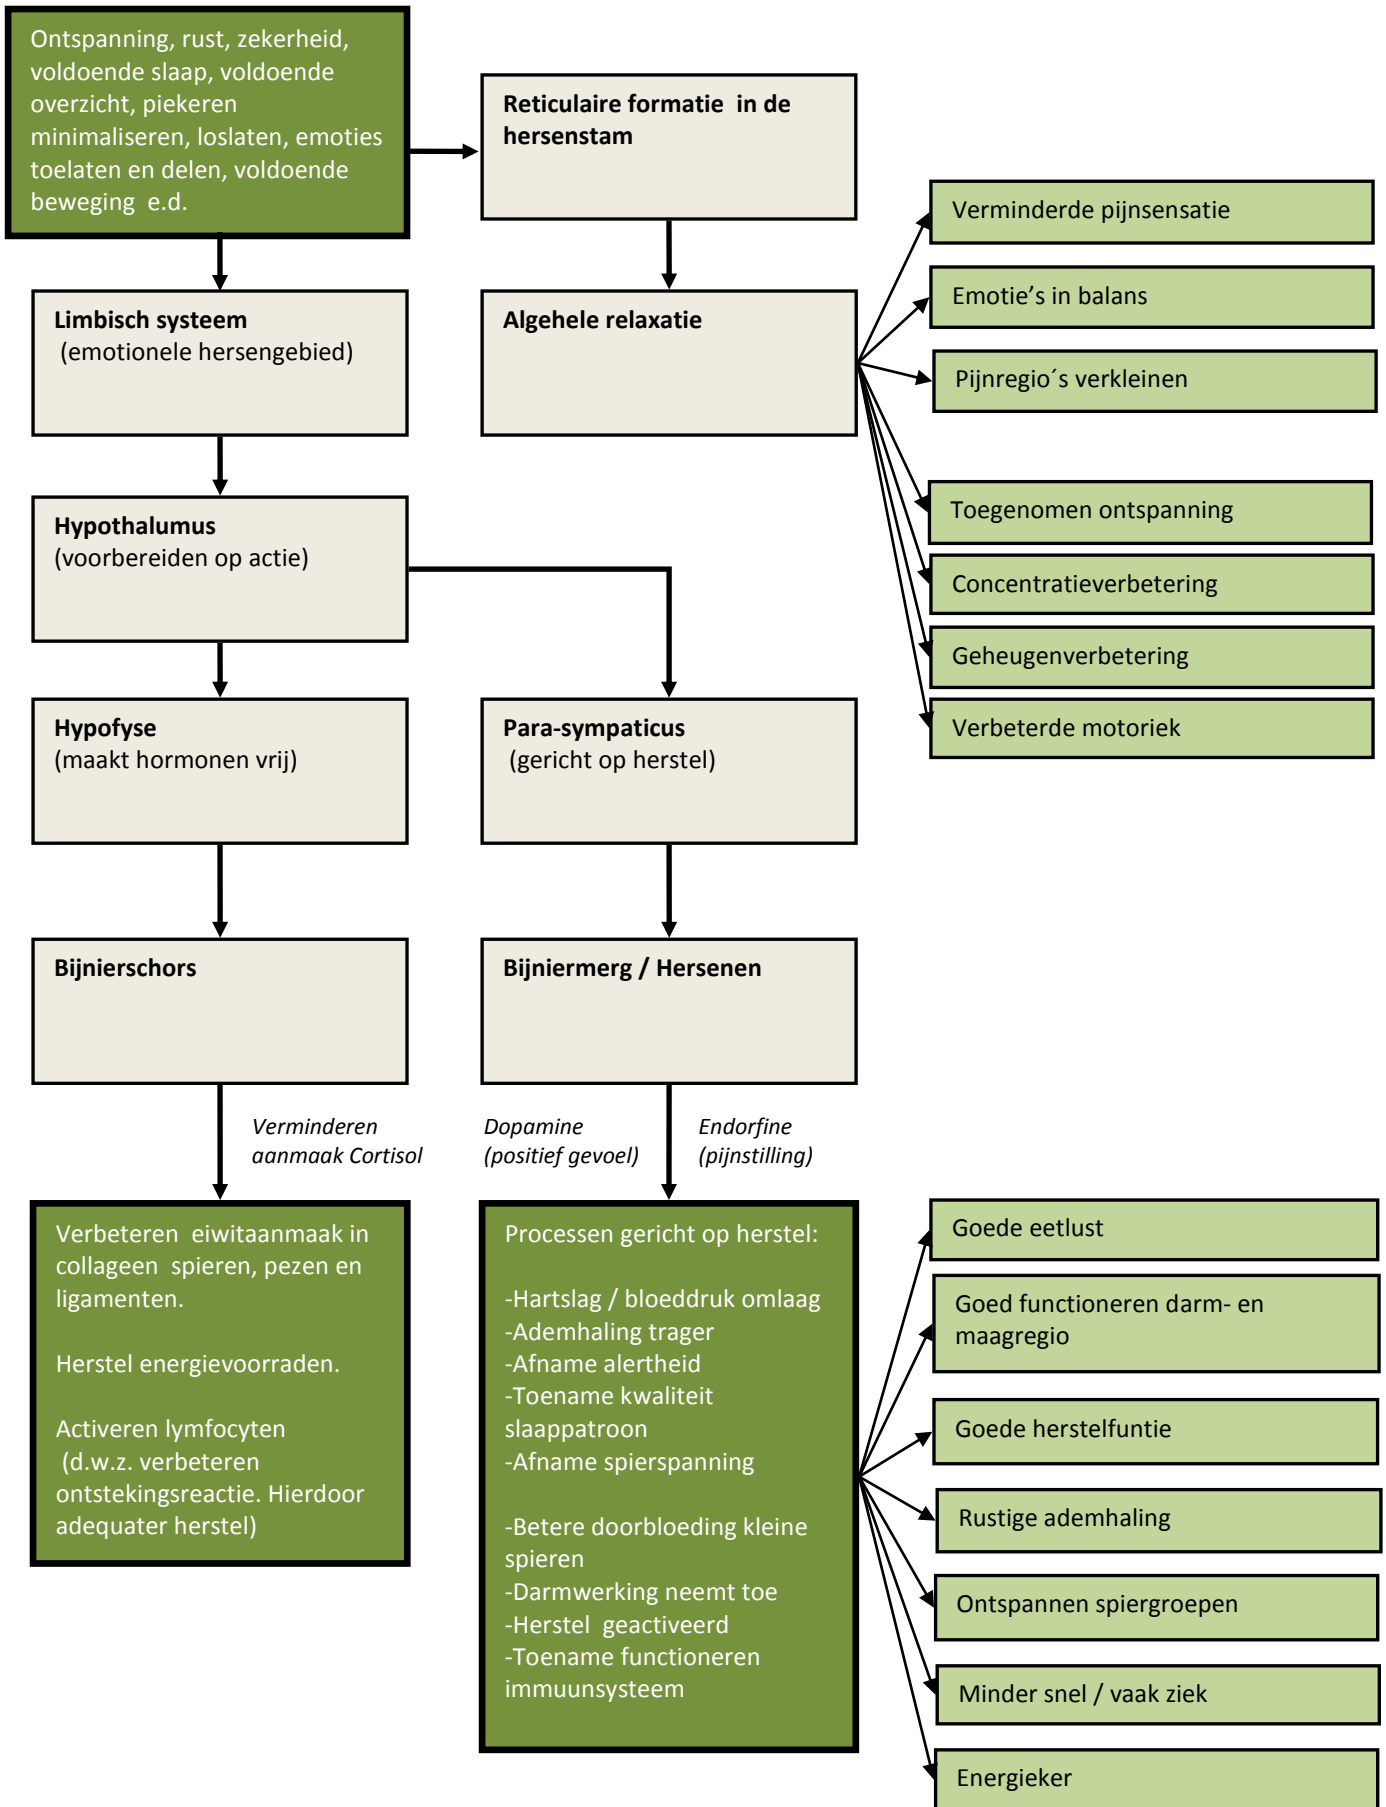 Ontspanning, rust, zekerheid,
voldoende slaap, voldoende
overzicht, piekeren
minimaliseren, loslaten, emoties
toelaten en delen, voldoende
beweging e.d.
Reticulaire formatie in de
hersenstam
Limbisch systeem
(emotionele hersengebied)
Algehele relaxatie
Verminderde pijnsensatie
Emotie's in balans
Pijnregio´s verkleinen
Toegenomen ontspanning
Concentratieverbetering
Geheugenverbetering
Verbeterde motoriek
Hypothalumus
(voorbereiden op actie)
Hypofyse
(maakt hormonen vrij)
Para-sympaticus
(gericht op herstel)
Bijnierschors
Bijniermerg / Hersenen
Verminderen
aanmaak Cortisol
Dopamine
(positief gevoel)
Endorfine
(pijnstilling)
Verbeteren eiwitaanmaak in
collageen spieren, pezen en
ligamenten.
Herstel energievoorraden.
Activeren lymfocyten
(d.w.z. verbeteren
ontstekingsreactie. Hierdoor
adequater herstel)
Processen gericht op herstel:
-Hartslag / bloeddruk omlaag
-Ademhaling trager
-Afname alertheid
-Toename kwaliteit
slaappatroon
-Afname spierspanning
-Betere doorbloeding kleine
spieren
-Darmwerking neemt toe
-Herstel geactiveerd
-Toename functioneren
immuunsysteem
Goede eetlust
Goed functioneren darm- en
maagregio
Goede herstelfuntie
Rustige ademhaling
Ontspannen spiergroepen
Minder snel / vaak ziek
Energieker